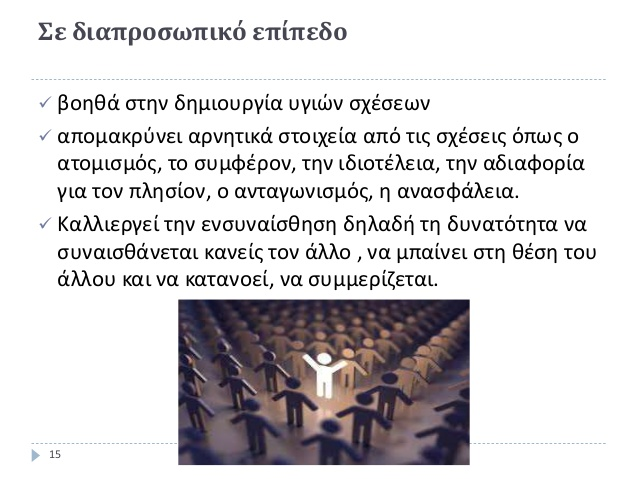 Σε διαπροσωπικό επίπεδο
βοηθά στην δημιουργία υγιών σχέσεων
απομακρύνει αρνητικά στοιχεία από τις σχέσεις όπως ο
ατομισμός, το συμφέρον, την ιδιοτέλεια, την αδιαφορία
για τον πλησίον, ο ανταγωνισμός, η ανασφάλεια.
Καλλιεργεί την ενσυναίσθηση δηλαδή τη δυνατότητα να
συναισθάνεται κανείς τον άλλο , να μπαίνει στη θέση του
άλλου και να κατανοεί, να συμμερίζεται.
15